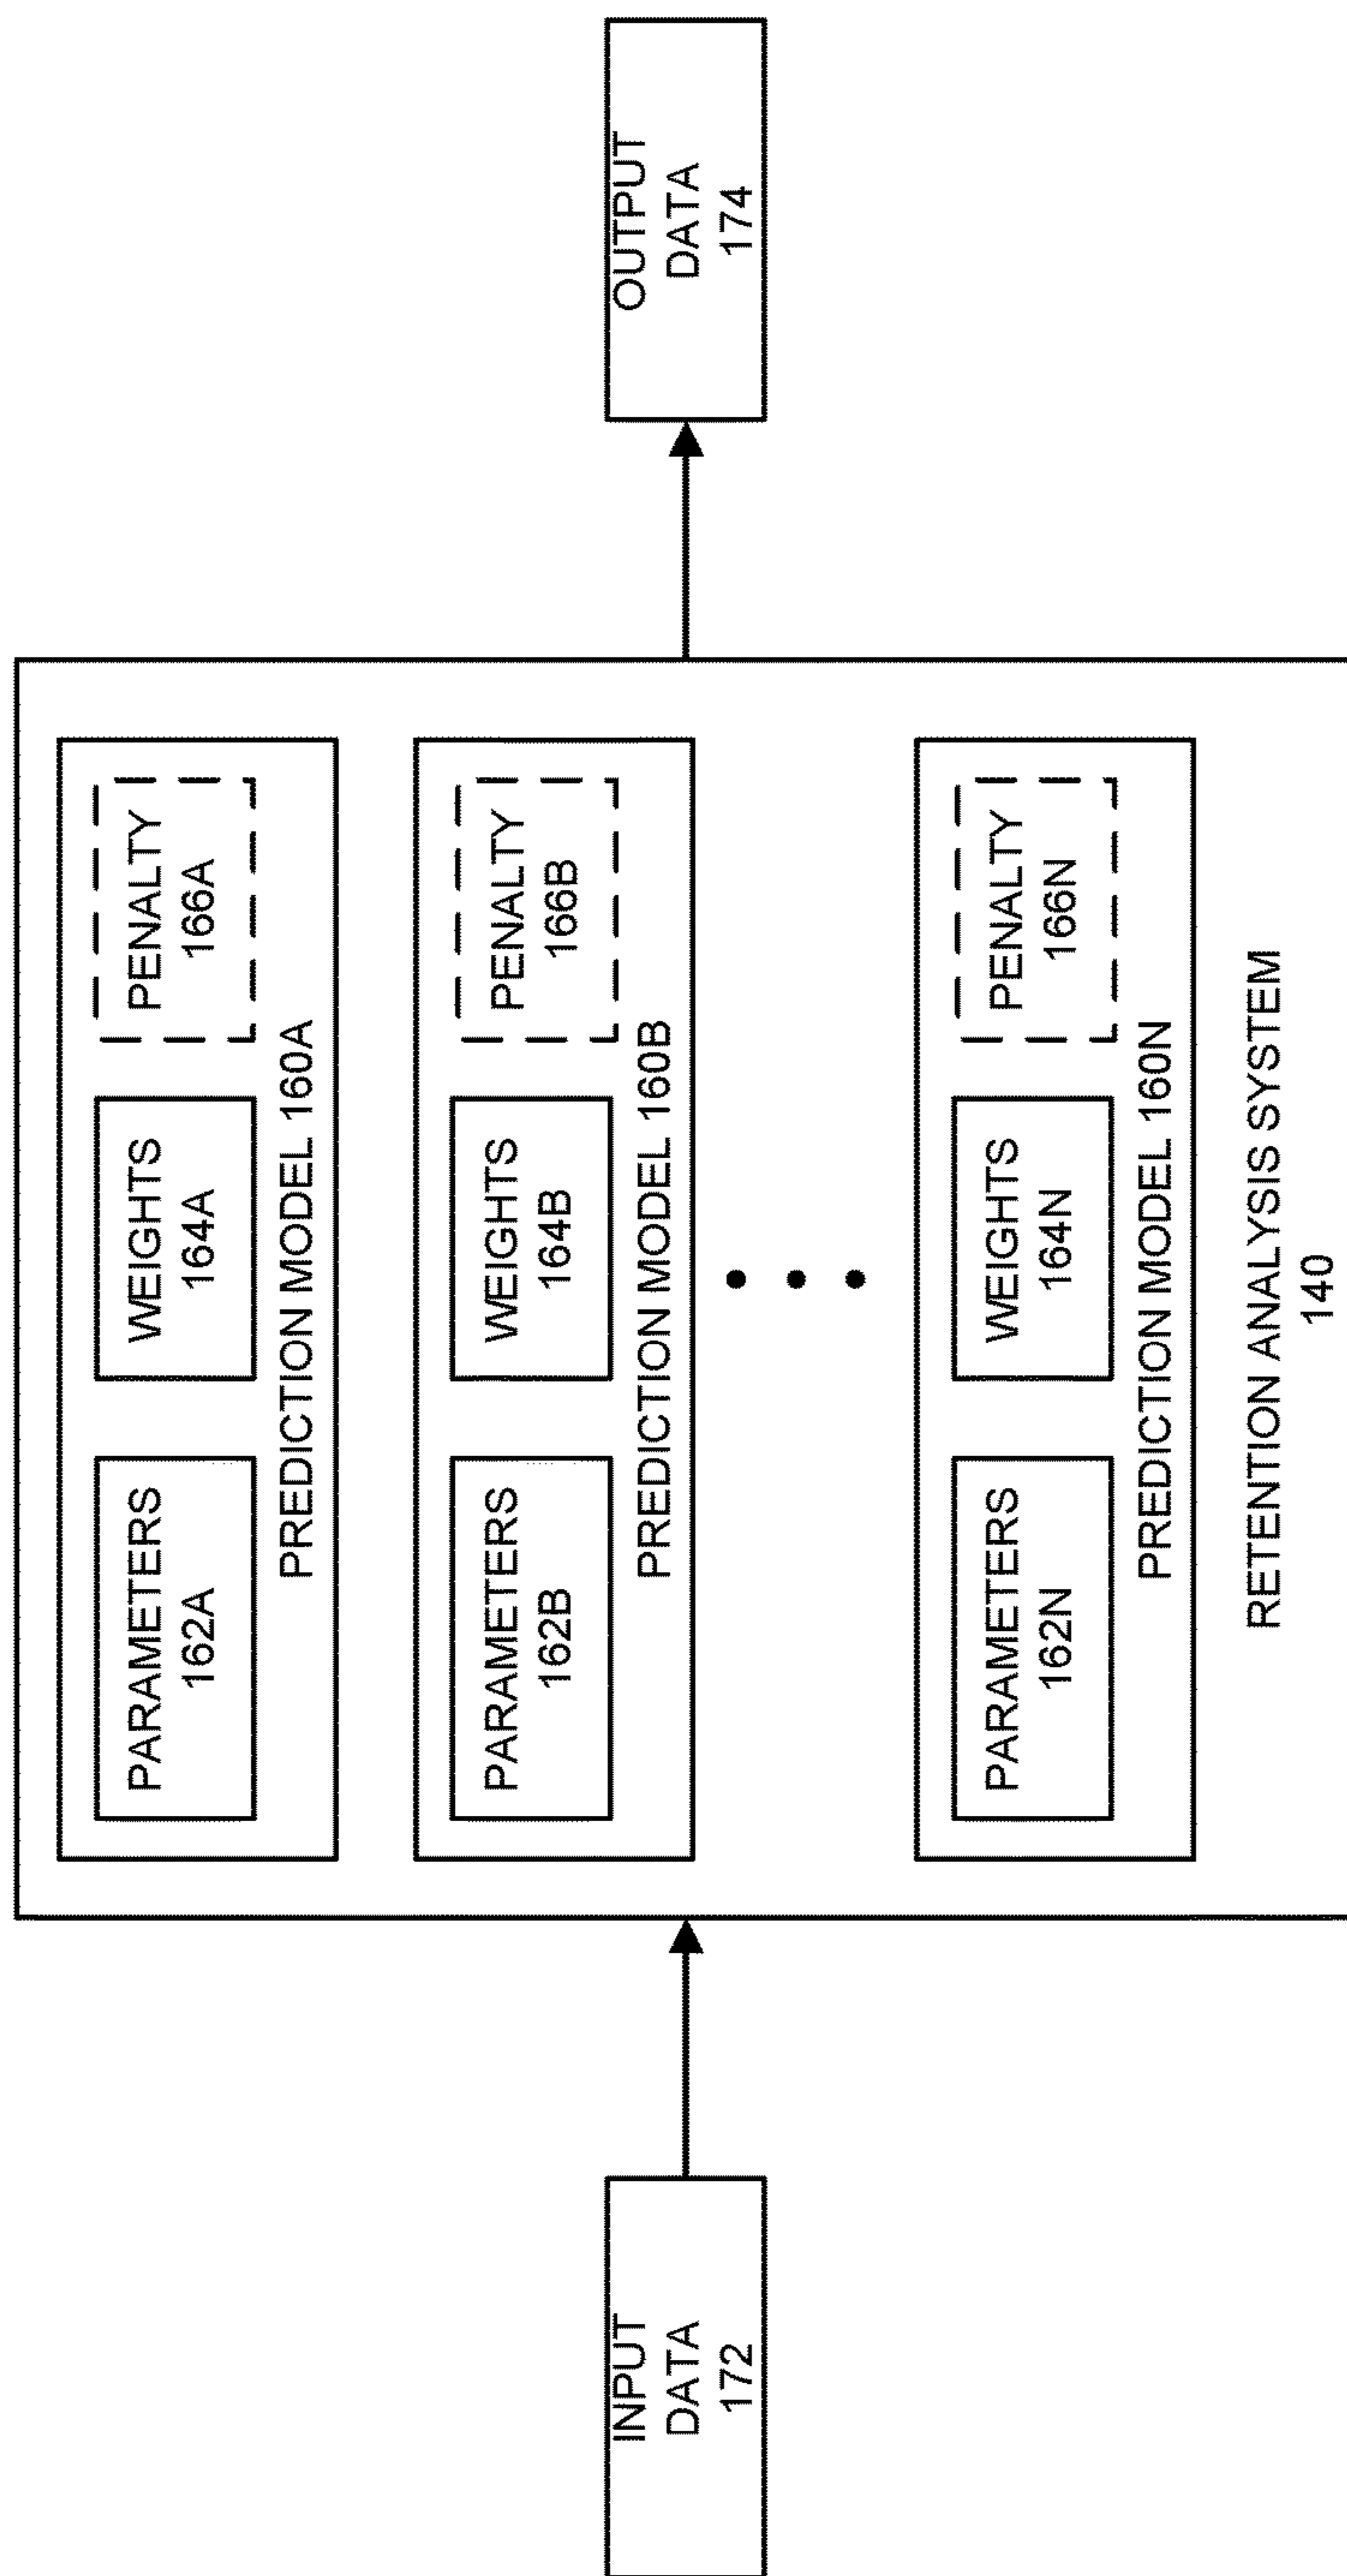 INPUT
DATA
172
PARAMETERS
162A
WEIGHTS
164A
PENALTY
166A
PREDICTION MODEL 160A
PARAMETERS
162B
WEIGHTS
164B
PENALTY
166B
PREDICTION MODEL 160B
PARAMETERS
162N
WEIGHTS
164N
PENALTY
166N
PREDICTION MODEL 160N
RETENTION ANALYSIS SYSTEM
140
OUTPUT
DATA
174